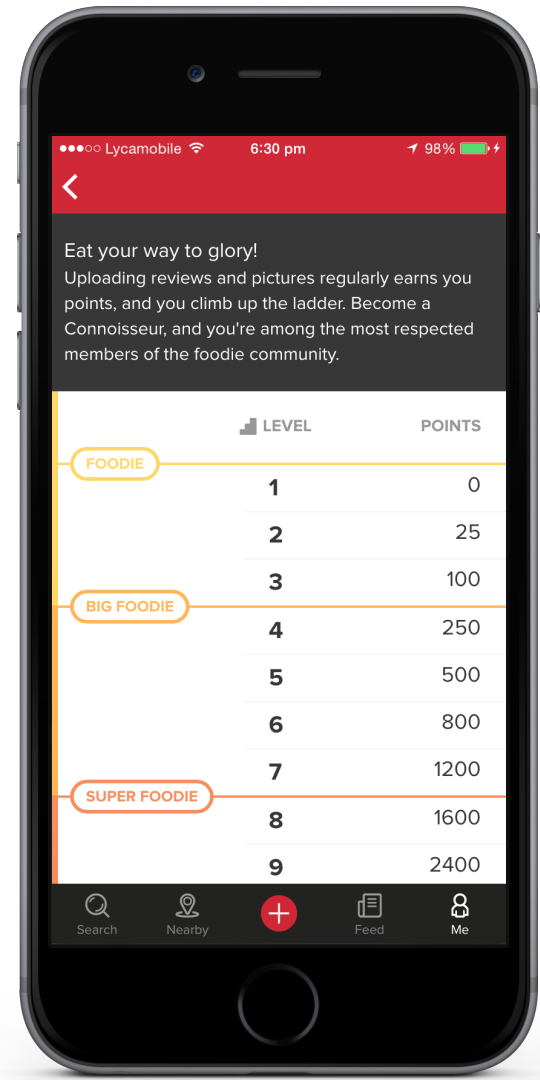 Lycamobile 6:30 pm 98%
Eat your way to glory!
Uploading reviews and pictures regularly earns you
points, and you climb up the ladder. Become a
Connoisseur, and you're among the most respected
members of the foodie community.
LEVEL POINTS
FOODIE
1 0
2 25
3 100
BIG FOODIE
4 250
5 500
6 800
7 1200
SUPER FOODIE
8 1600
9 2400
Search Nearby Feed Me